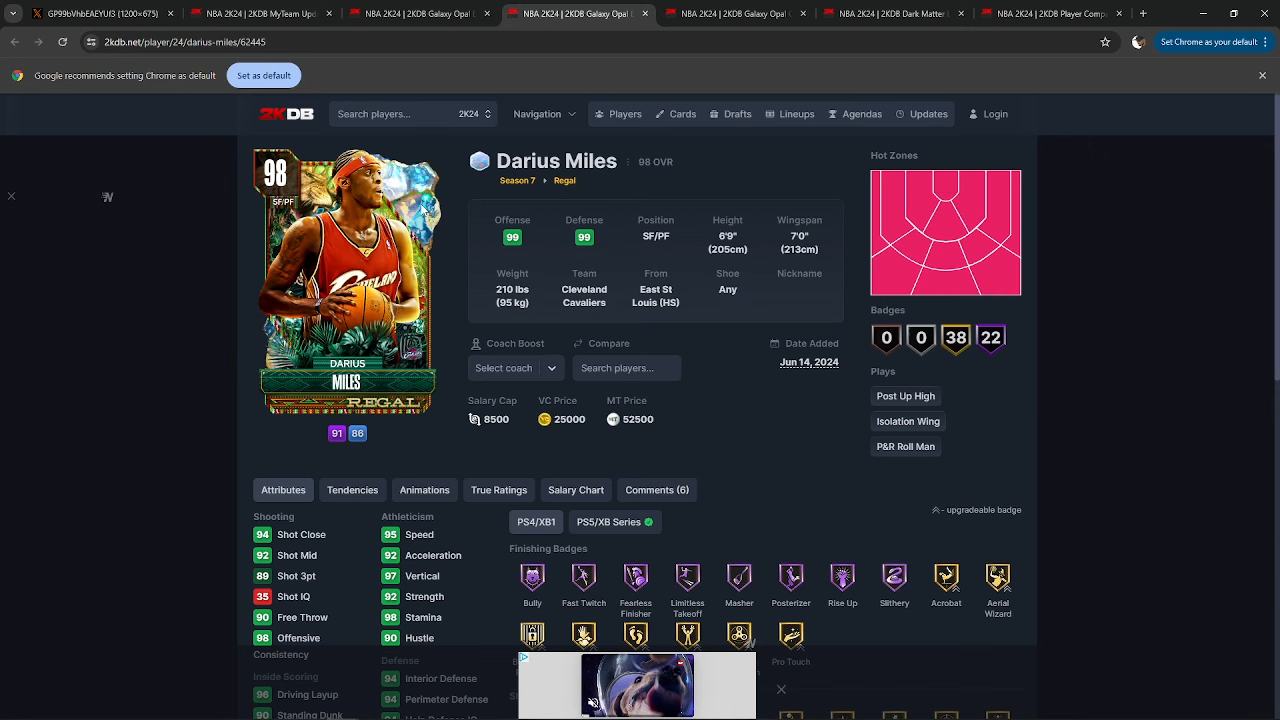 GP99bVhbEAEYUf3 (1200×675)
NBA 2K24 | 2KDB MyTeam Upd
NBA 2K24 | 2KDB Galaxy Opal (
NBA 2K24 | 2KDB Galaxy Opal (
NBA 2K24 | 2KDB Galaxy Opal (
NBA 2K24 | 2KDB Dark Matter L
NBA 2K24 | 2KDB Player Comp
2kdb.net/player/24/darius-miles/62445
Set Chrome as your default
Google recommends setting Chrome as default
Set as default
2KDB
Search players...
2K24
Navigation
Players
Cards
Drafts
Lineups
Agendas
Updates
Login
98
SF/PF
Cleveland
DARIUS
MILES
REGAL
91 86
Darius Miles
98 OVR
Season 7
Regal
Offense
Defense
Position
Height
Wingspan
99
99
SF/PF
6'9"
(205cm)
7'0"
(213cm)
Weight
Team
From
Shoe
Nickname
210 lbs
(95 kg)
Cleveland
Cavaliers
East St
Louis (HS)
Any
Coach Boost
Compare
Date Added
Select coach
Search players...
Jun 14, 2024
Salary Cap
VC Price
MT Price
8500
25000
52500
Hot Zones
Badges
0
0
38
22
Plays
Post Up High
Isolation Wing
P&R Roll Man
Attributes
Tendencies
Animations
True Ratings
Salary Chart
Comments (6)
Shooting
94 Shot Close
92 Shot Mid
89 Shot 3pt
35 Shot IQ
90 Free Throw
98 Offensive
Consistency
Inside Scoring
96 Driving Layup
90 Standing Dunk
Athleticism
95 Speed
92 Acceleration
97 Vertical
92 Strength
98 Stamina
90 Hustle
Defense
94 Interior Defense
94 Perimeter Defense
94 Help Defense IQ
PS4/XB1
PS5/XB Series
- upgradeable badge
Finishing Badges
Bully
Fast Twitch
Fearless
Finisher
Limitless
Takeoff
Masher
Posterizer
Rise Up
Slithery
Acrobat
Aerial
Wizard
Pro Touch